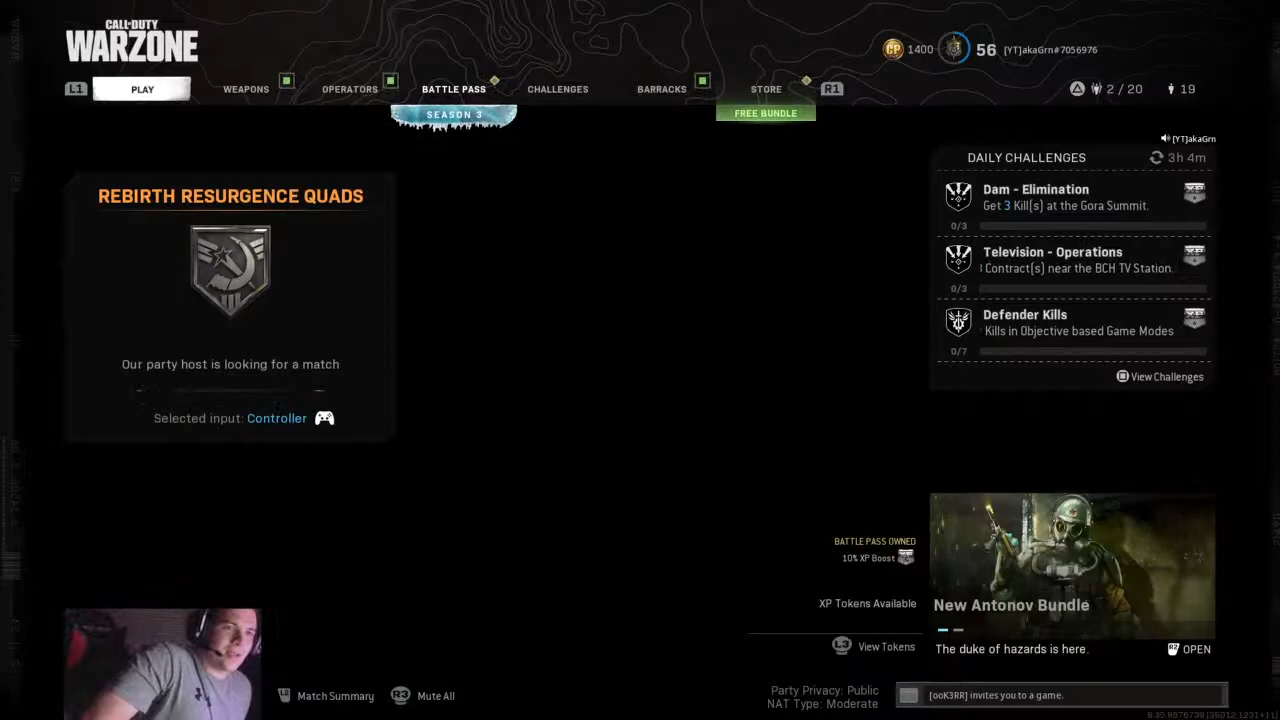 CALL OF DUTY
WARZONE
CP 1400 56 [YT]akaGrn#7056976
L1 PLAY WEAPONS OPERATORS BATTLE PASS CHALLENGES BARRACKS STORE R1 2 / 20 19
SEASON 3
FREE BUNDLE
[YT]akaGrn
DAILY CHALLENGES 3h 4m
REBIRTH RESURGENCE QUADS
Dam - Elimination
Get 3 Kill(s) at the Gora Summit.
0/3
Television - Operations
Contract(s) near the BCH TV Station.
0/3
Defender Kills
Kills in Objective based Game Modes
0/7
View Challenges
Our party host is looking for a match
Selected input: Controller
BATTLE PASS OWNED
10% XP Boost
XP Tokens Available
New Antonov Bundle
L3 View Tokens
The duke of hazards is here.
R2 OPEN
Match Summary R3 Mute All
Party Privacy: Public
NAT Type: Moderate
[ooK3RR] invites you to a game.